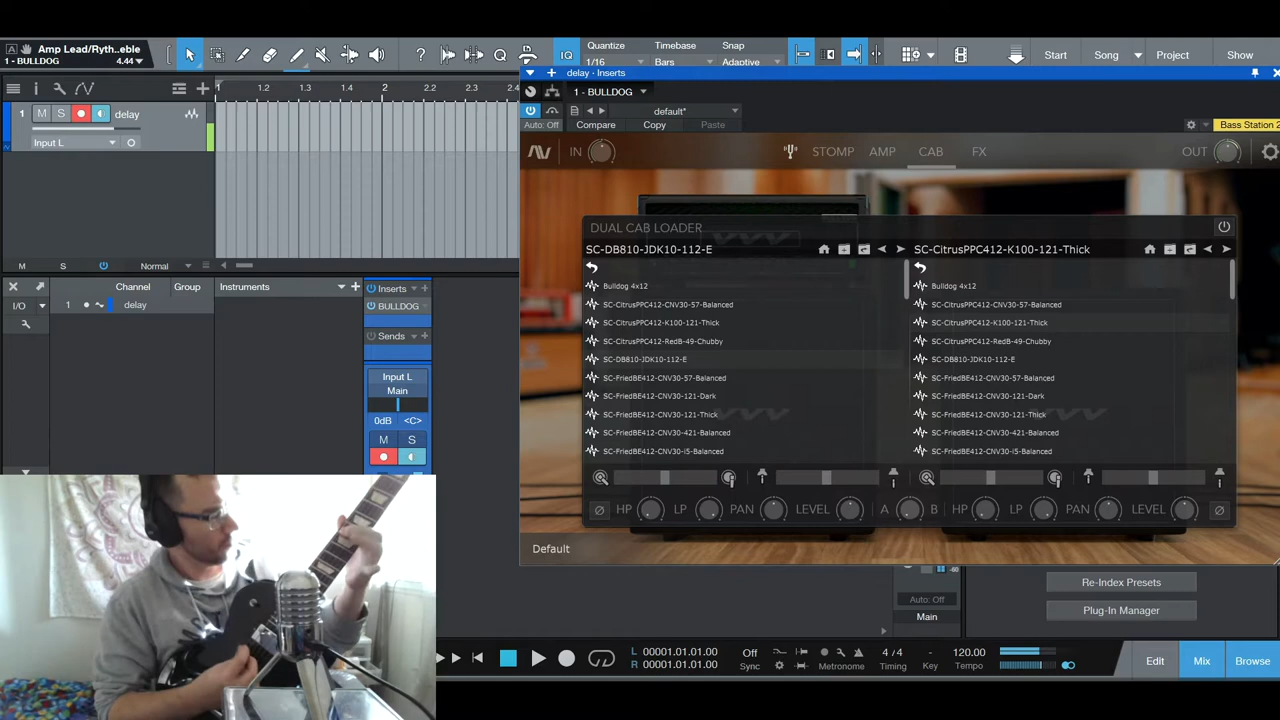 Amp Lead/Ryth..eble
1 - BULLDOG
4.44
Quantize
1/16
Timebase
Bars
Snap
Adaptive
IQ
Start
Song
Project
Show
delay - Inserts
1 - BULLDOG
default*
Auto: Off
Compare
Copy
Paste
Bass Station 2
1
1.2
1.3
1.4
2
2.2
2.3
2.4
1
M
S
delay
Input L
IN
STOMP
AMP
CAB
FX
OUT
DUAL CAB LOADER
SC-DB810-JDK10-112-E
SC-CitrusPPC412-K100-121-Thick
Bulldog 4x12
SC-CitrusPPC412-CNV30-57-Balanced
SC-CitrusPPC412-K100-121-Thick
SC-CitrusPPC412-RedB-49-Chubby
SC-DB810-JDK10-112-E
SC-FriedBE412-CNV30-57-Balanced
SC-FriedBE412-CNV30-121-Dark
SC-FriedBE412-CNV30-121-Thick
SC-FriedBE412-CNV30-421-Balanced
SC-FriedBE412-CNV30-i5-Balanced
Bulldog 4x12
SC-CitrusPPC412-CNV30-57-Balanced
SC-CitrusPPC412-K100-121-Thick
SC-CitrusPPC412-RedB-49-Chubby
SC-DB810-JDK10-112-E
SC-FriedBE412-CNV30-57-Balanced
SC-FriedBE412-CNV30-121-Dark
SC-FriedBE412-CNV30-121-Thick
SC-FriedBE412-CNV30-421-Balanced
SC-FriedBE412-CNV30-i5-Balanced
HP
LP
PAN
LEVEL
A
B
HP
LP
PAN
LEVEL
Default
M
S
Normal
Channel
Group
Instruments
I/O
1
delay
Inserts
BULLDOG
Sends
Input L
Main
0dB
<C>
M
S
-60
Auto: Off
Main
Re-Index Presets
Plug-In Manager
L 00001.01.01.00
R 00001.01.01.00
Off
Sync
Metronome
4 / 4
Timing
-
Key
120.00
Tempo
Edit
Mix
Browse